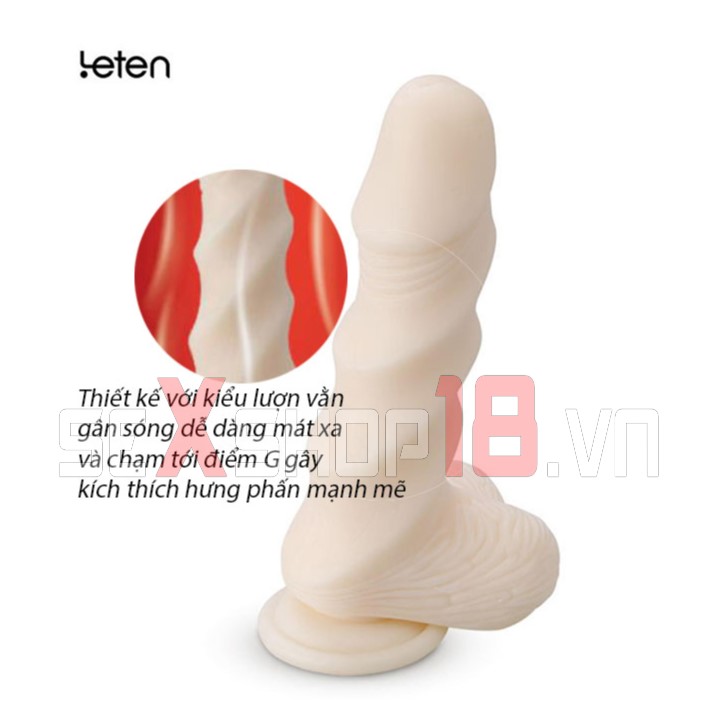 Leten
Thiết kế với kiểu lượn vằn
gân sóng dễ dàng mát xa
và chạm tới điểm G gây
kích thích hưng phấn mạnh mẽ
sexshop18.vn